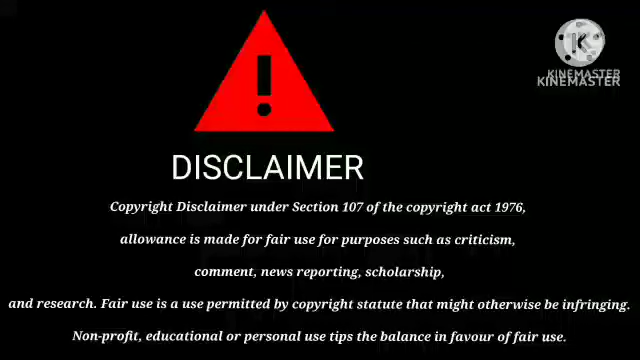 KINEMASTER
KINEMASTER
DISCLAIMER
Copyright Disclaimer under Section 107 of the copyright act 1976,
allowance is made for fair use for purposes such as criticism,
comment, news reporting, scholarship,
and research. Fair use is a use permitted by copyright statute that might otherwise be infringing.
Non-profit, educational or personal use tips the balance in favour of fair use.